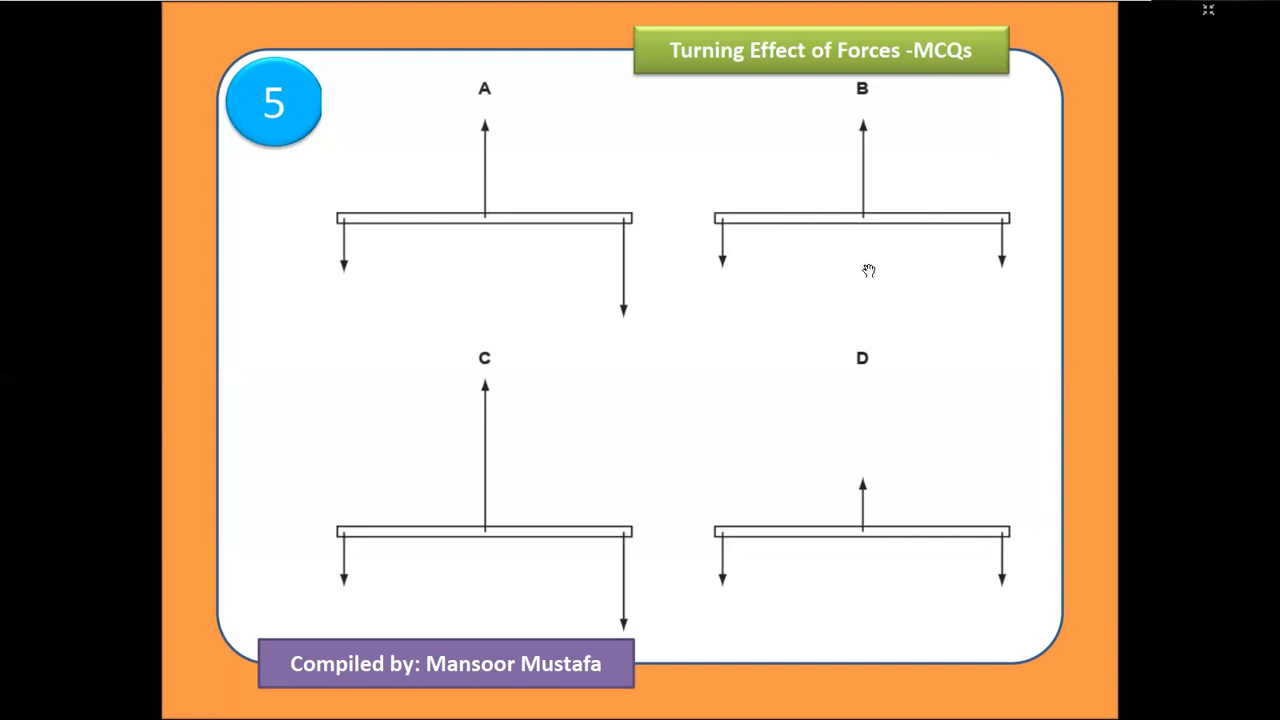 Turning Effect of Forces -MCQs
5
A
B
C
D
Compiled by: Mansoor Mustafa